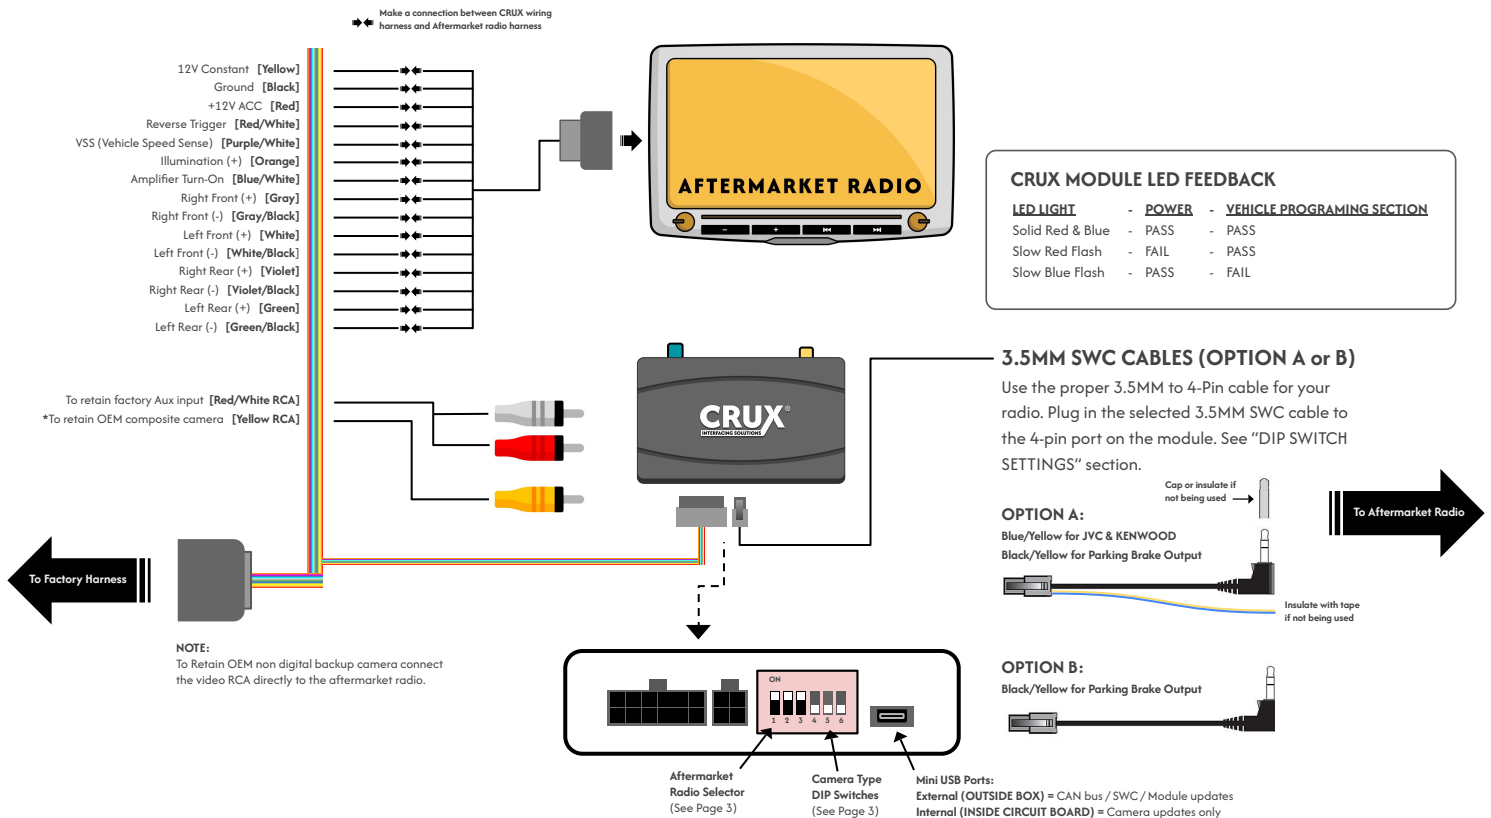 Make a connection between CRUX wiring
harness and Aftermarket radio harness
12V Constant [Yellow]
Ground [Black]
+12V ACC [Red]
Reverse Trigger [Red/White]
VSS (Vehicle Speed Sense) [Purple/White]
Illumination (+) [Orange]
Amplifier Turn-On [Blue/White]
Right Front (+) [Gray]
Right Front (-) [Gray/Black]
Left Front (+) [White]
Left Front (-) [White/Black]
Right Rear (+) [Violet]
Right Rear (-) [Violet/Black]
Left Rear (+) [Green]
Left Rear (-) [Green/Black]
AFTERMARKET RADIO
CRUX MODULE LED FEEDBACK
LED LIGHT - POWER - VEHICLE PROGRAMING SECTION
Solid Red & Blue - PASS - PASS
Slow Red Flash - FAIL - PASS
Slow Blue Flash - PASS - FAIL
To retain factory Aux input [Red/White RCA]
*To retain OEM composite camera [Yellow RCA]
CRUX®
INTERFACING SOLUTIONS
3.5MM SWC CABLES (OPTION A or B)
Use the proper 3.5MM to 4-Pin cable for your
radio. Plug in the selected 3.5MM SWC cable to
the 4-pin port on the module. See “DIP SWITCH
SETTINGS” section.
Cap or insulate if
not being used
OPTION A:
Blue/Yellow for JVC & KENWOOD
Black/Yellow for Parking Brake Output
To Aftermarket Radio
Insulate with tape
if not being used
To Factory Harness
NOTE:
To Retain OEM non digital backup camera connect
the video RCA directly to the aftermarket radio.
OPTION B:
Black/Yellow for Parking Brake Output
ON
1 2 3 4 5 6
Aftermarket
Radio Selector
(See Page 3)
Camera Type
DIP Switches
(See Page 3)
Mini USB Ports:
External (OUTSIDE BOX) = CAN bus / SWC / Module updates
Internal (INSIDE CIRCUIT BOARD) = Camera updates only